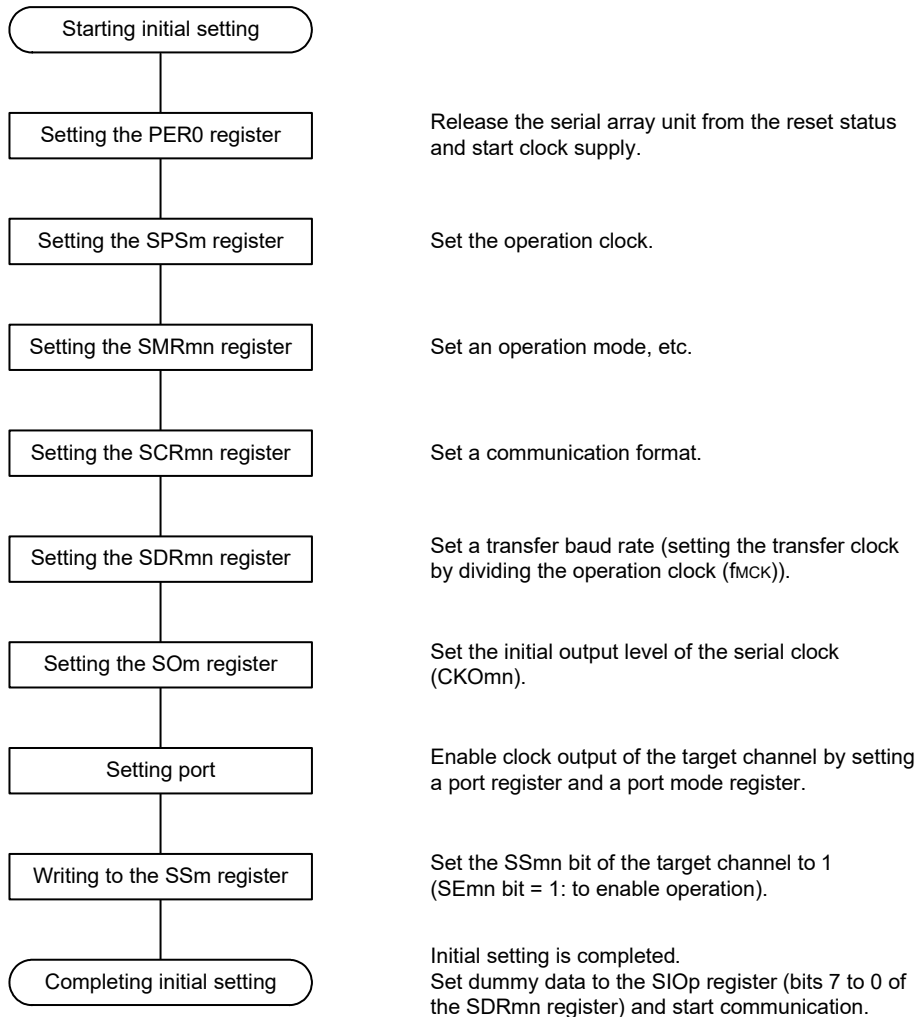 Starting initial setting
Setting the PER0 register
Release the serial array unit from the reset status
and start clock supply.
Setting the SPSm register
Set the operation clock.
Setting the SMRmn register
Set an operation mode, etc.
Setting the SCRmn register
Set a communication format.
Setting the SDRmn register
Set a transfer baud rate (setting the transfer clock
by dividing the operation clock (fMCK)).
Setting the SOm register
Set the initial output level of the serial clock
(CKOmn).
Setting port
Enable clock output of the target channel by setting
a port register and a port mode register.
Writing to the SSm register
Set the SSmn bit of the target channel to 1
(SEmn bit = 1: to enable operation).
Completing initial setting
Initial setting is completed.
Set dummy data to the SIOp register (bits 7 to 0 of
the SDRmn register) and start communication.